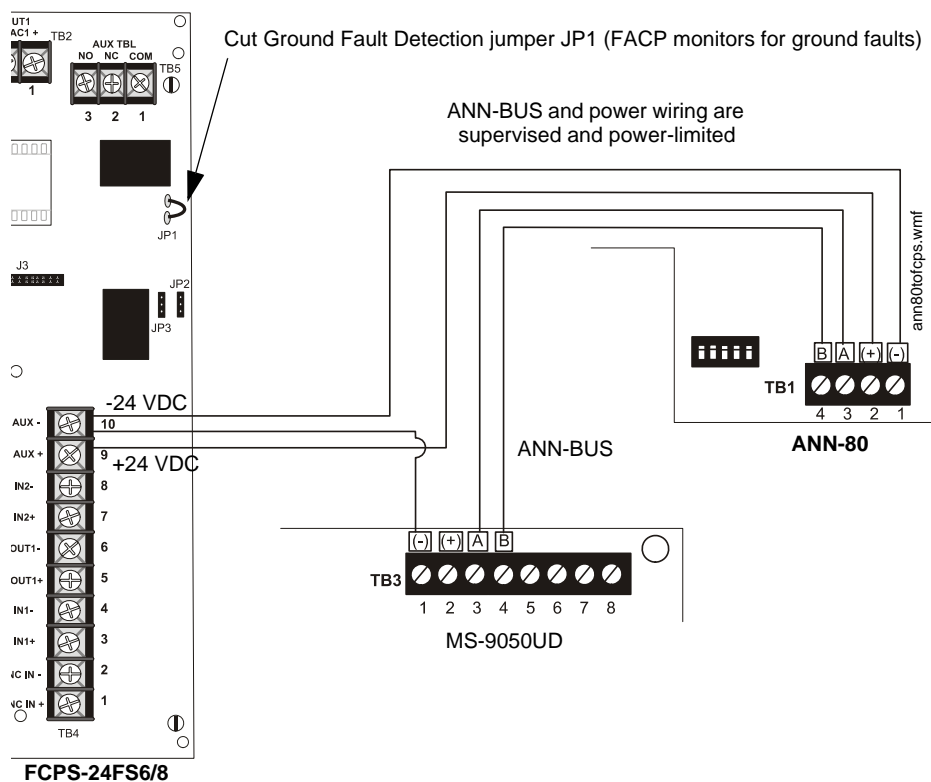 UT1
AC1 + TB2
1
AUX TBL
NO NC COM
TB5
3 2 1
Cut Ground Fault Detection jumper JP1 (FACP monitors for ground faults)
ANN-BUS and power wiring are
supervised and power-limited
JP1
J3
JP2
JP3
ann80tofcps.wmf
B A (+) (-)
TB1
4 3 2 1
ANN-80
-24 VDC
AUX - 10
AUX + 9
+24 VDC
IN2- 8
IN2+ 7
OUT1- 6
OUT1+ 5
IN1- 4
IN1+ 3
NC IN - 2
NC IN + 1
TB4
FCPS-24FS6/8
ANN-BUS
(-) (+) A B
TB3
1 2 3 4 5 6 7 8
MS-9050UD